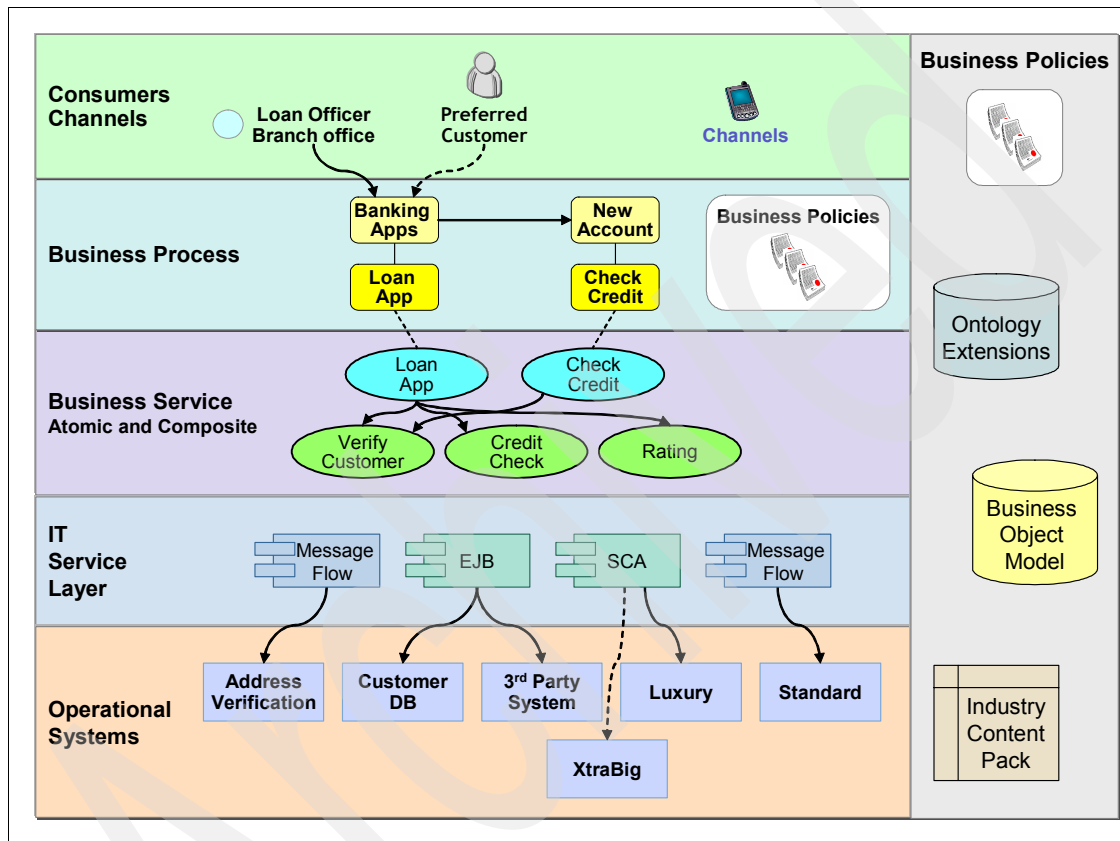 Consumers
Channels
Loan Officer
Branch office
Preferred
Customer
Channels
Business Process
Banking
Apps
New
Account
Loan
App
Check
Credit
Business Policies
Business Service
Atomic and Composite
Loan
App
Check
Credit
Verify
Customer
Credit
Check
Rating
IT
Service
Layer
Message
Flow
EJB
SCA
Message
Flow
Operational
Systems
Address
Verification
Customer
DB
3rd Party
System
Luxury
Standard
XtraBig
Business Policies
Ontology
Extensions
Business
Object
Model
Industry
Content
Pack